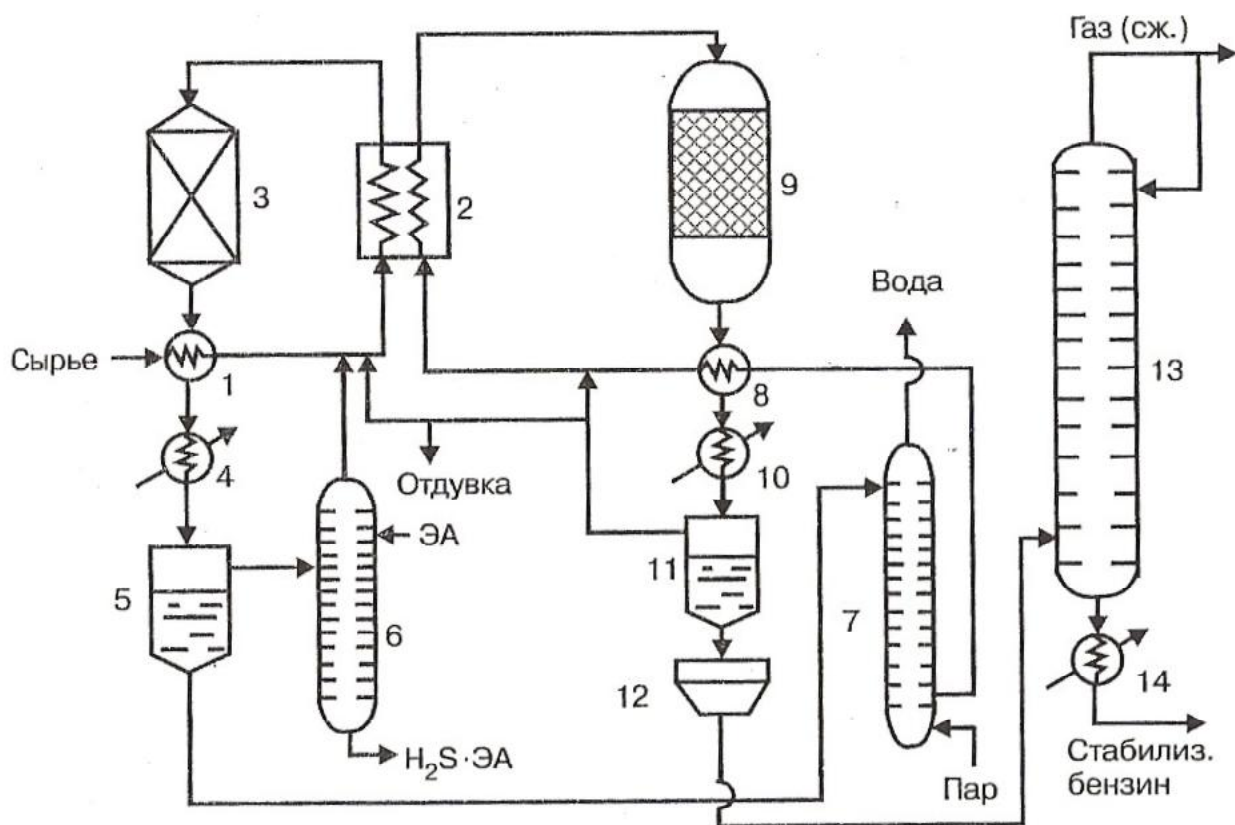 Газ (сж.)
3
2
9
Вода
Сырье
1
8
13
4
Отдувка
10
ЭА
5
6
11
7
12
14
H₂S·ЭА
Пар
Стабилиз.
бензин